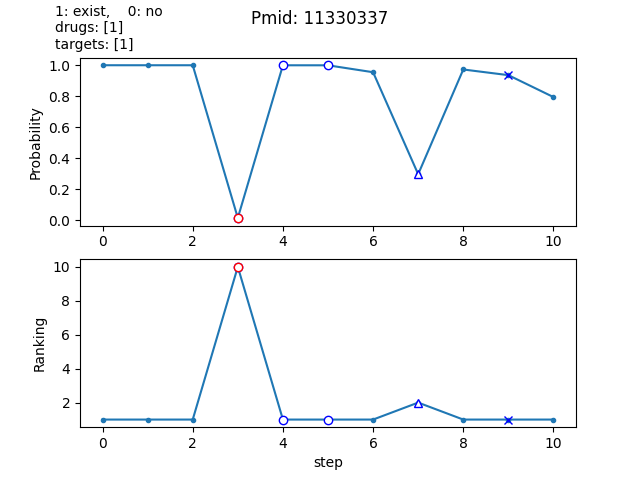 1: exist,    0: no
drugs: [1]
targets: [1]
Pmid: 11330337
1.0
0.8
0.6
0.4
0.2
0.0
Probability
0 2 4 6 8 10
10
8
6
4
2
Ranking
0 2 4 6 8 10
step